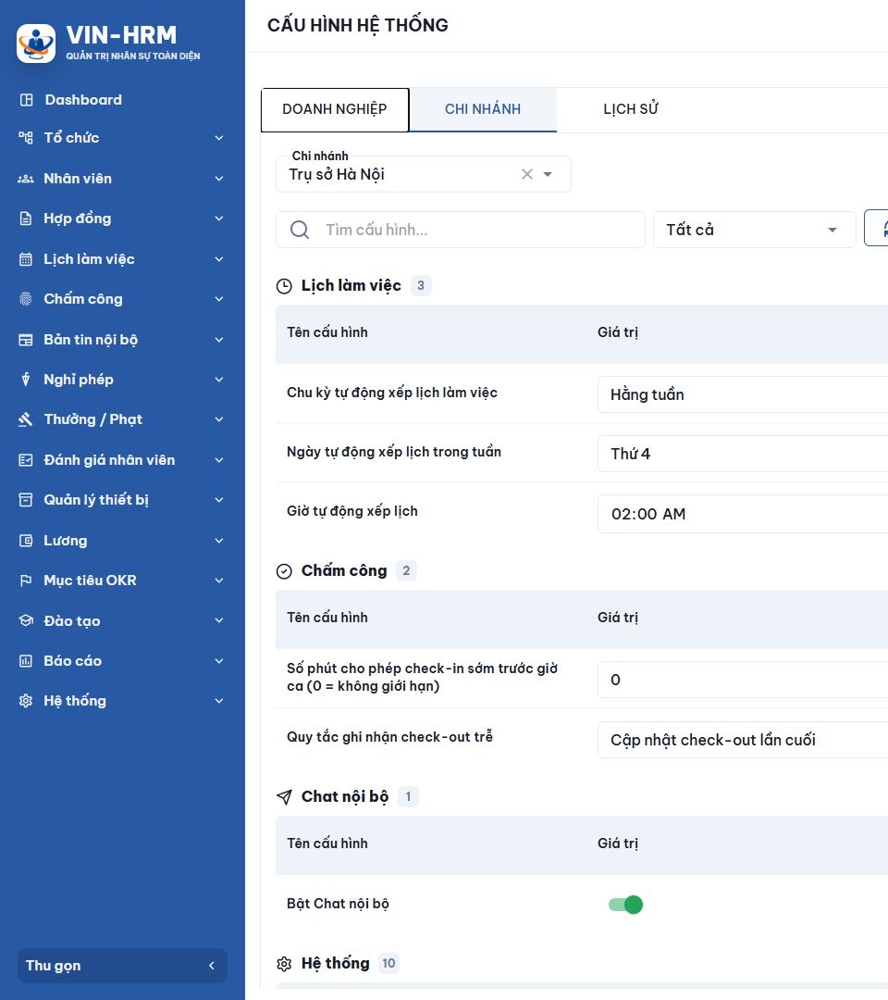 VIN-HRM
QUẢN TRỊ NHÂN SỰ TOÀN DIỆN
Dashboard
Tổ chức
Nhân viên
Hợp đồng
Lịch làm việc
Chấm công
Bản tin nội bộ
Nghỉ phép
Thưởng / Phạt
Đánh giá nhân viên
Quản lý thiết bị
Lương
Mục tiêu OKR
Đào tạo
Báo cáo
Hệ thống
Thu gọn
CẤU HÌNH HỆ THỐNG
DOANH NGHIỆP CHI NHÁNH LỊCH SỬ
Chi nhánh
Trụ sở Hà Nội
Tìm cấu hình... Tất cả
Lịch làm việc 3
Tên cấu hình Giá trị
Chu kỳ tự động xếp lịch làm việc Hằng tuần
Ngày tự động xếp lịch trong tuần Thứ 4
Giờ tự động xếp lịch 02:00 AM
Chấm công 2
Tên cấu hình Giá trị
Số phút cho phép check-in sớm trước giờ
ca (0 = không giới hạn) 0
Quy tắc ghi nhận check-out trễ Cập nhật check-out lần cuối
Chat nội bộ 1
Tên cấu hình Giá trị
Bật Chat nội bộ
Hệ thống 10